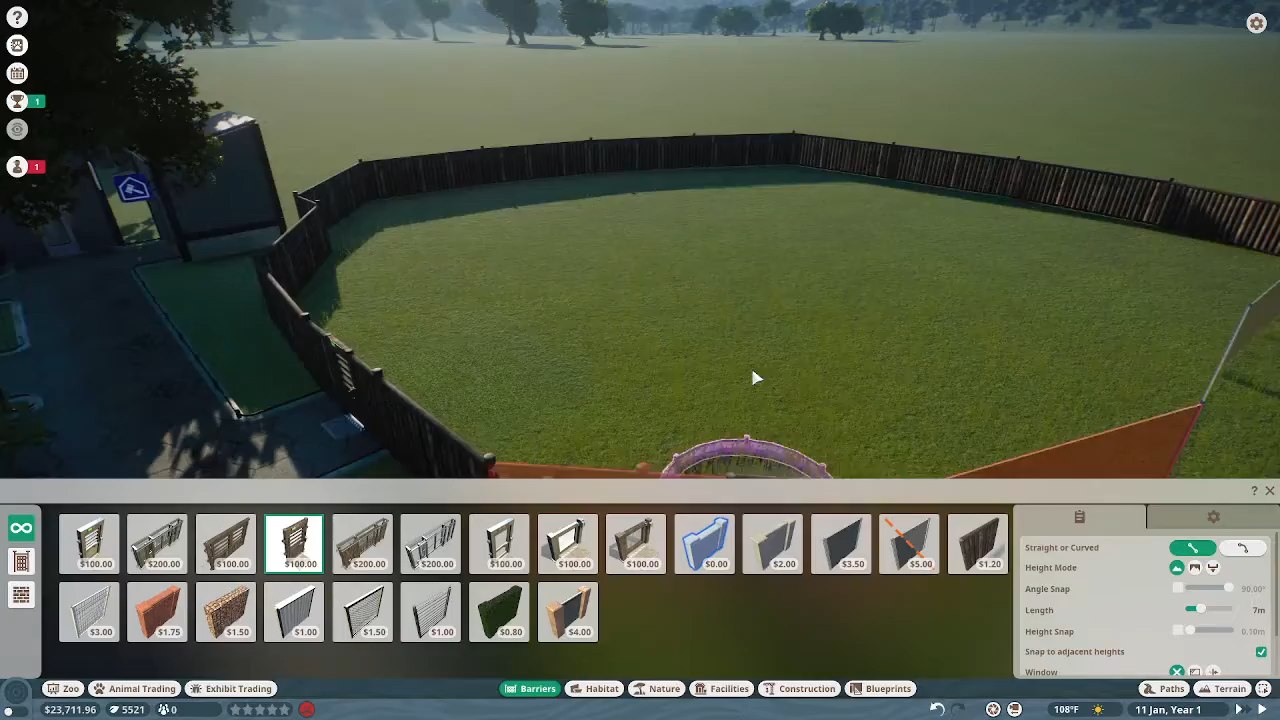 ?
1
1
? ×
$100.00 $200.00 $100.00 $100.00 $200.00 $200.00 $100.00 $100.00 $100.00 $0.00 $2.00 $3.50 $5.00 $1.20
$3.00 $1.75 $1.50 $1.00 $1.50 $1.00 $0.80 $4.00
Straight or Curved
Height Mode
Angle Snap 90.00°
Length 7m
Height Snap 0.10m
Snap to adjacent heights
Window
Zoo Animal Trading Exhibit Trading Barriers Habitat Nature Facilities Construction Blueprints Paths Terrain
$23,711.96 5521 0 108°F 11 Jan, Year 1